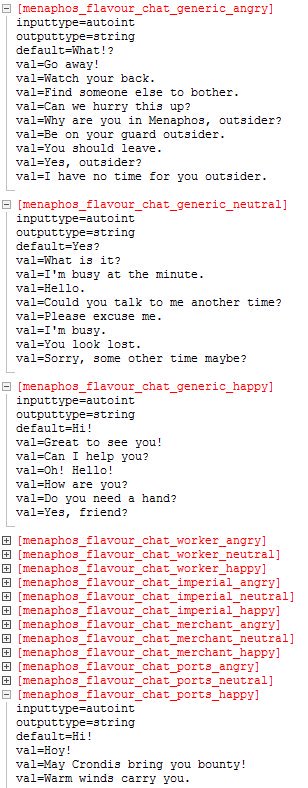 [menaphos_flavour_chat_generic_angry]
inputtype=autoint
outputtype=string
default=What!?
val=Go away!
val=Watch your back.
val=Find someone else to bother.
val=Can we hurry this up?
val=Why are you in Menaphos, outsider?
val=Be on your guard outsider.
val=You should leave.
val=Yes, outsider?
val=I have no time for you outsider.
[menaphos_flavour_chat_generic_neutral]
inputtype=autoint
outputtype=string
default=Yes?
val=What is it?
val=I'm busy at the minute.
val=Hello.
val=Could you talk to me another time?
val=Please excuse me.
val=I'm busy.
val=You look lost.
val=Sorry, some other time maybe?
[menaphos_flavour_chat_generic_happy]
inputtype=autoint
outputtype=string
default=Hi!
val=Great to see you!
val=Can I help you?
val=Oh! Hello!
val=How are you?
val=Do you need a hand?
val=Yes, friend?
[menaphos_flavour_chat_worker_angry]
[menaphos_flavour_chat_worker_neutral]
[menaphos_flavour_chat_worker_happy]
[menaphos_flavour_chat_imperial_angry]
[menaphos_flavour_chat_imperial_neutral]
[menaphos_flavour_chat_imperial_happy]
[menaphos_flavour_chat_merchant_angry]
[menaphos_flavour_chat_merchant_neutral]
[menaphos_flavour_chat_merchant_happy]
[menaphos_flavour_chat_ports_angry]
[menaphos_flavour_chat_ports_neutral]
[menaphos_flavour_chat_ports_happy]
inputtype=autoint
outputtype=string
default=Hi!
val=Hoy!
val=May Crondis bring you bounty!
val=Warm winds carry you.